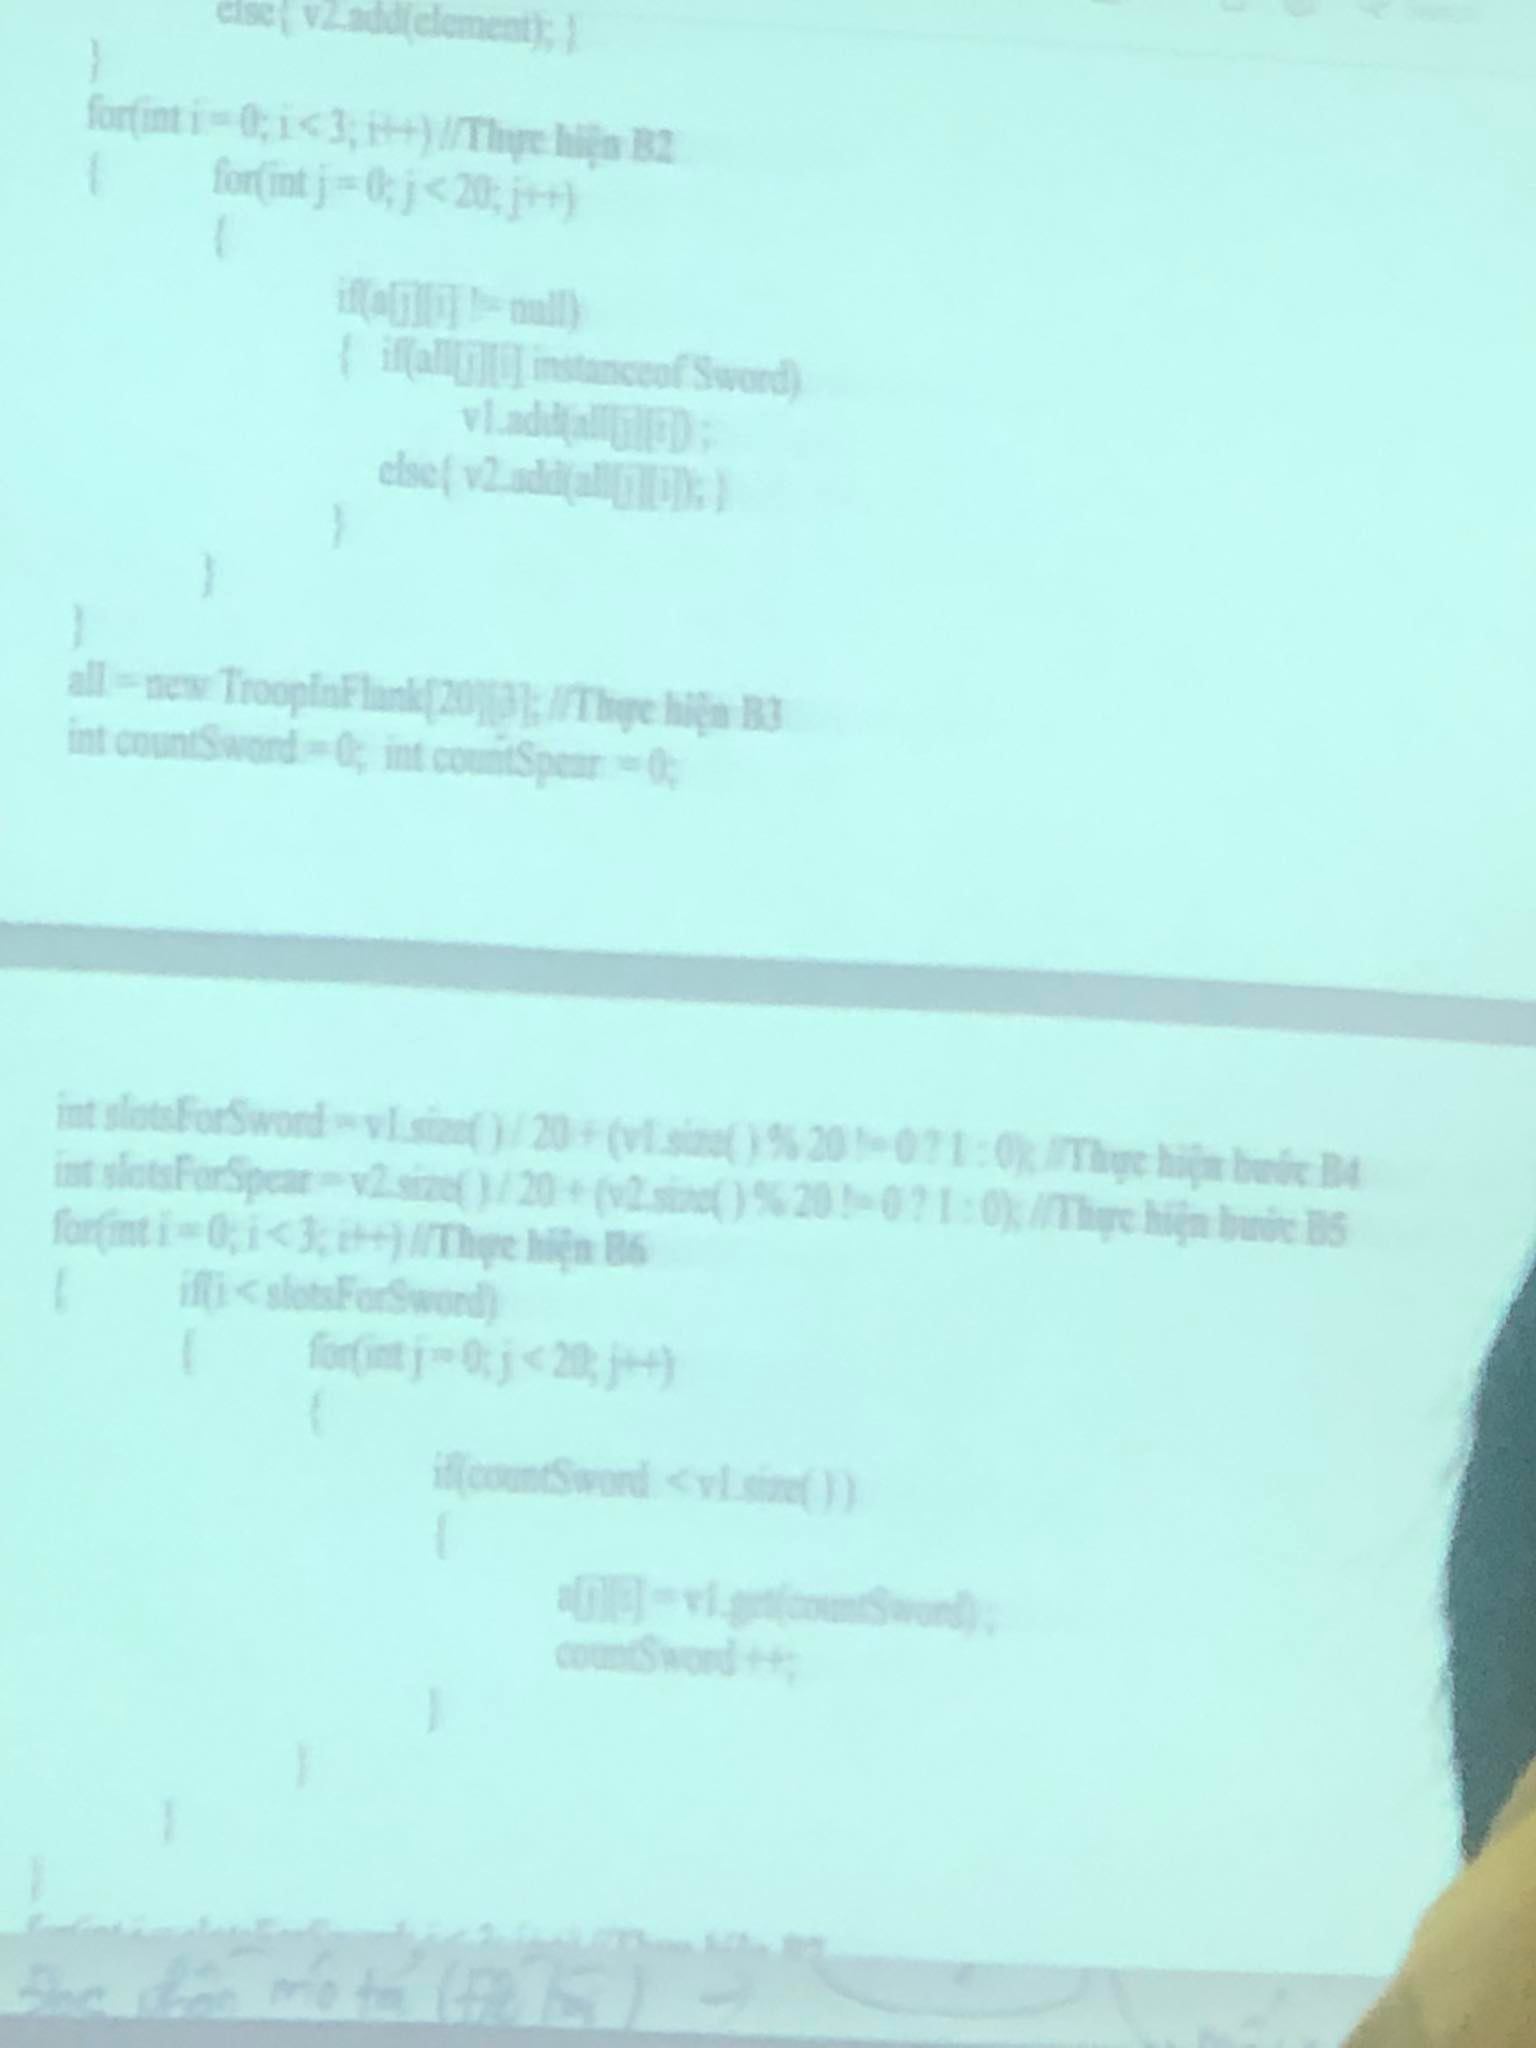 else{ v2.add(element); }
}
for(int i = 0; i < 3; i++) //Thực hiện B2
{ for(int j = 0; j < 20; j++)
{
if(a[j][i] != null)
{ if(all[j][i] instanceof Sword)
v1.add(all[j][i]) ;
else{ v2.add(all[j][i]); }
}
}
}
all = new TroopInFlank[20][3]; //Thực hiện B3
int countSword = 0; int countSpear = 0;
int slotsForSword = v1.size( ) / 20 + (v1.size( ) % 20 != 0 ? 1 : 0); //Thực hiện bước B4
int slotsForSpear = v2.size( ) / 20 + (v2.size( ) % 20 != 0 ? 1 : 0); //Thực hiện bước B5
for(int i = 0; i < 3; i++) //Thực hiện B6
{ if(i < slotsForSword)
{ for(int j = 0; j < 20; j++)
{
if(countSword < v1.size( ) )
{
a[j][i] = v1.get(countSword) ;
countSword ++;
}
}
}
}